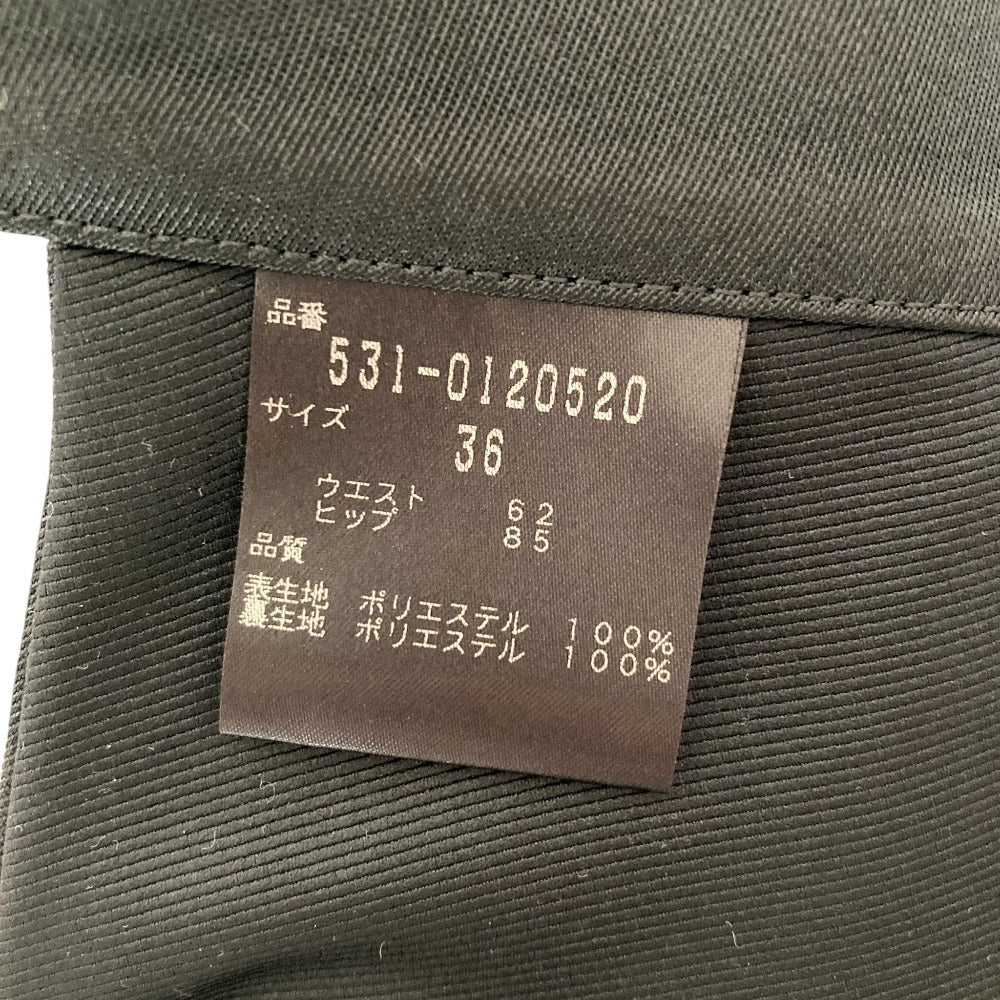 品番
531-0120520
サイズ
36
ウエスト 62
ヒップ 85
品質
表生地 ポリエステル 100%
裏生地 ポリエステル 100%